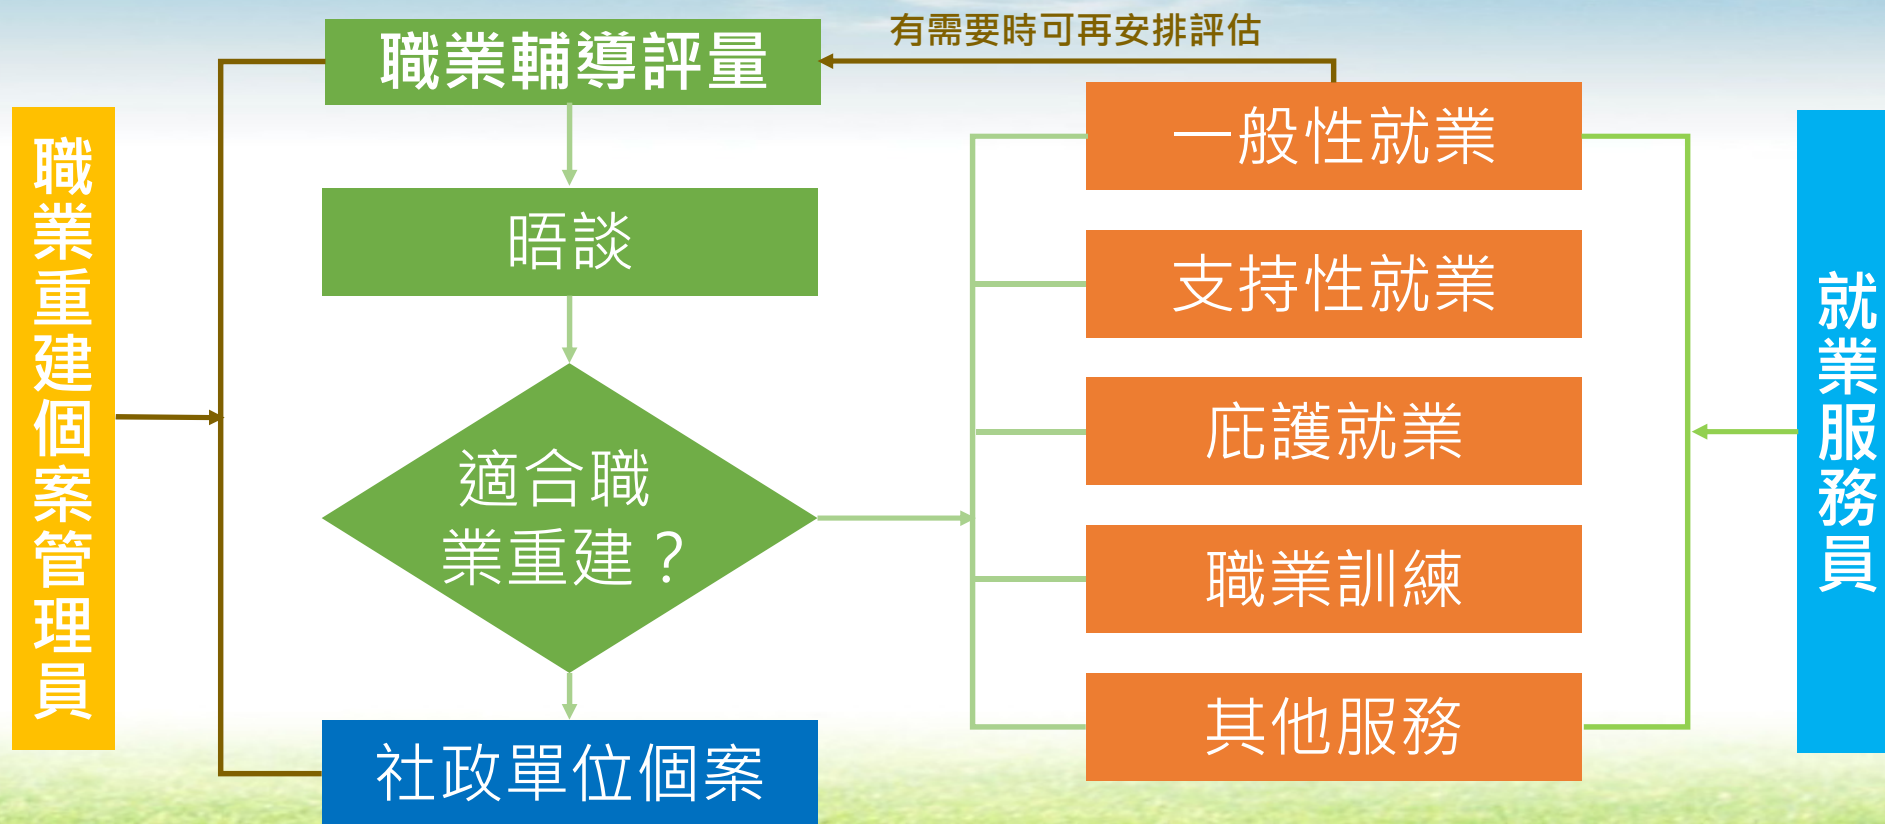 有需要時可再安排評估
職業輔導評量
職業重建個案管理員
晤談
適合職
業重建？
社政單位個案
一般性就業
支持性就業
庇護就業
職業訓練
其他服務
就業服務員